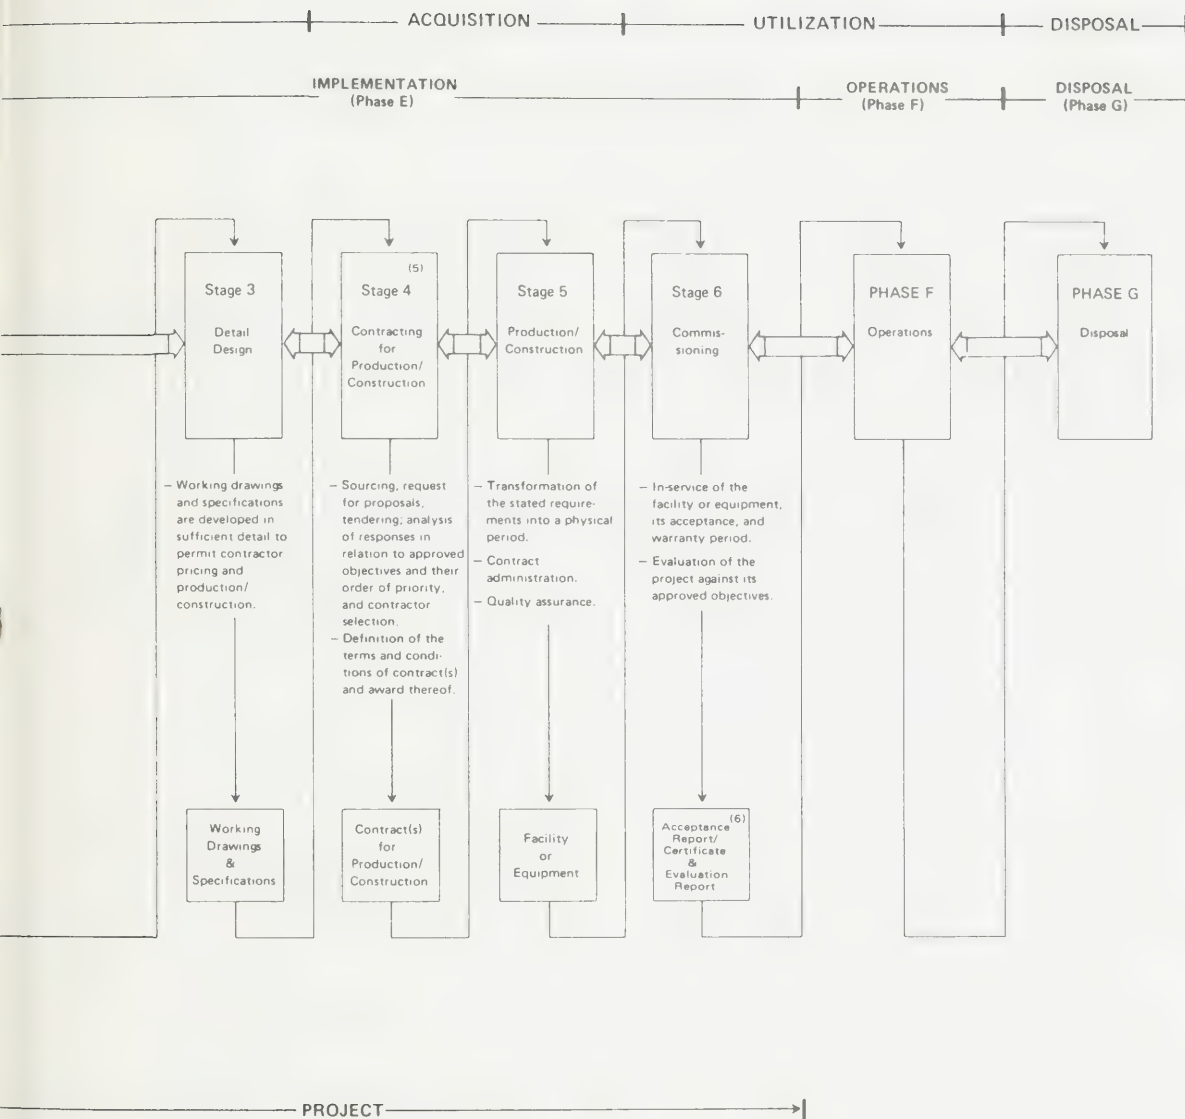 ACQUISITION
UTILIZATION
DISPOSAL
IMPLEMENTATION
(Phase E)
OPERATIONS
(Phase F)
DISPOSAL
(Phase G)
Stage 3
Detail
Design
(5)
Stage 4
Contracting
for
Production/
Construction
Stage 5
Production/
Construction
Stage 6
Commis-
sioning
PHASE F
Operations
PHASE G
Disposal
– Working drawings
and specifications
are developed in
sufficient detail to
permit contractor
pricing and
production/
construction.
– Sourcing, request
for proposals,
tendering; analysis
of responses in
relation to approved
objectives and their
order of priority,
and contractor
selection.
– Definition of the
terms and condi-
tions of contract(s)
and award thereof.
– Transformation of
the stated require-
ments into a physical
period.
– Contract
administration.
– Quality assurance.
– In-service of the
facility or equipment,
its acceptance, and
warranty period.
– Evaluation of the
project against its
approved objectives.
Working
Drawings
&
Specifications
Contract(s)
for
Production/
Construction
Facility
or
Equipment
(6)
Acceptance
Report/
Certificate
&
Evaluation
Report
PROJECT